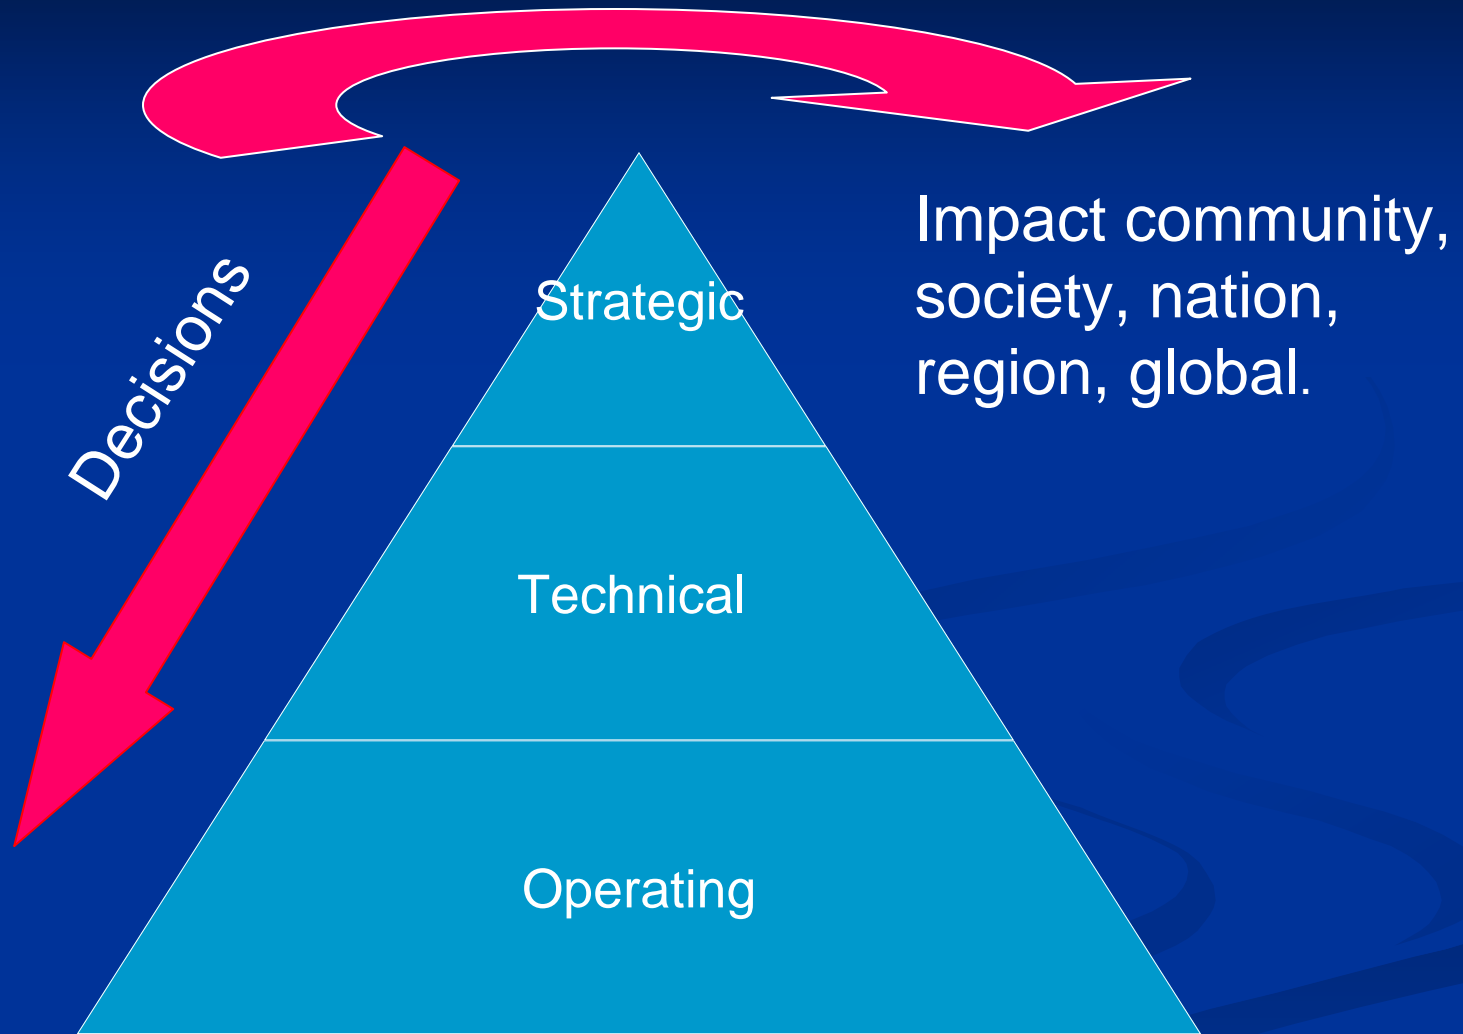 Decisions
Strategic
Technical
Operating
Impact community,
society, nation,
region, global.